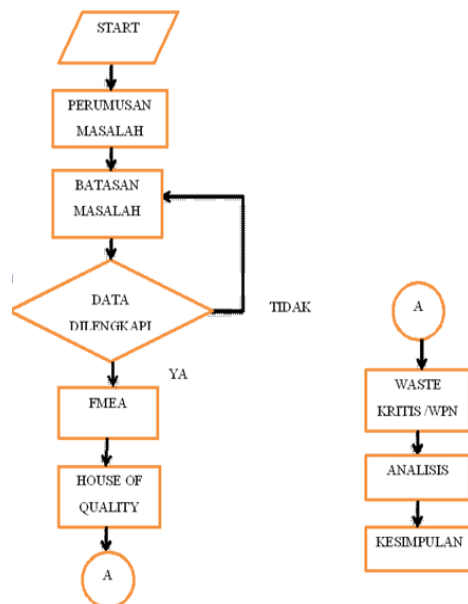 START
PERUMUSAN
MASALAH
BATASAN
MASALAH
DATA
DILENGKAPI
TIDAK
YA
FMEA
HOUSE OF
QUALITY
A
A
WASTE
KRITIS /WPN
ANALISIS
KESIMPULAN